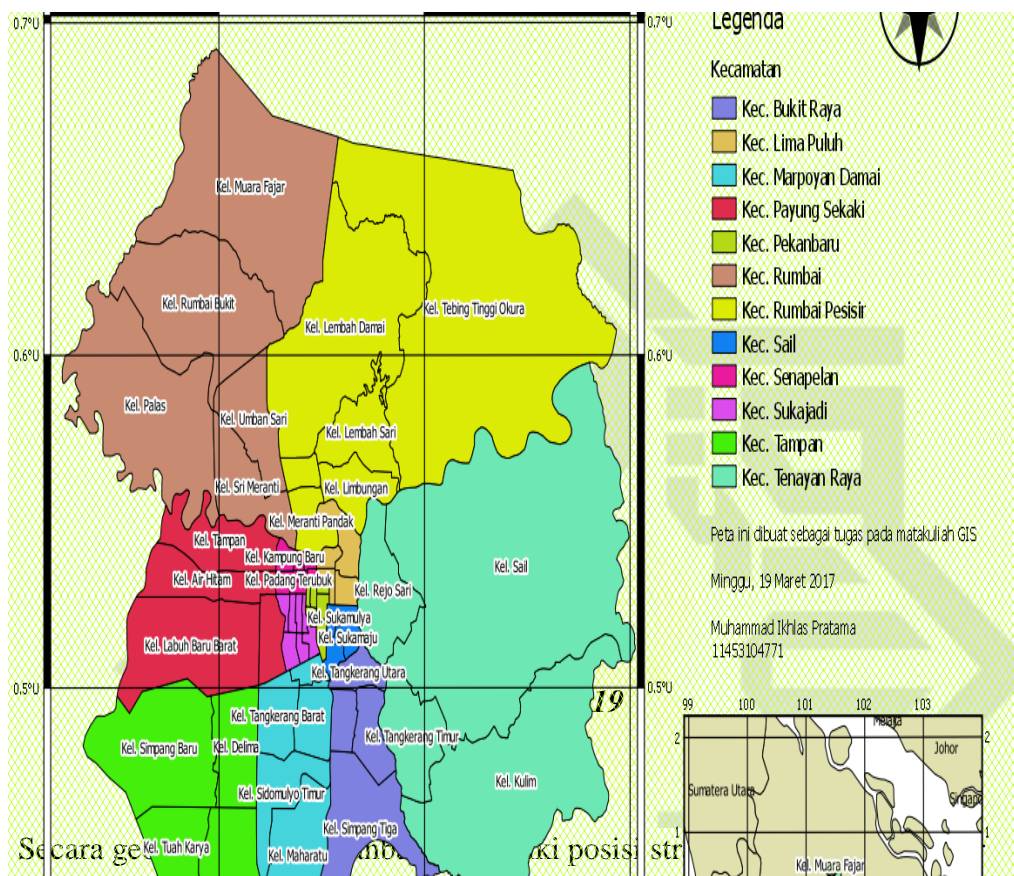 0.7°U
0.7°U
Legenda
Kecamatan
Kec. Bukit Raya
Kec. Lima Puluh
Kec. Marpoyan Damai
Kec. Payung Sekaki
Kec. Pekanbaru
Kec. Rumbai
Kec. Rumbai Pesisir
Kec. Sail
Kec. Senapelan
Kec. Sukajadi
Kec. Tampan
Kec. Tenayan Raya
Peta ini dibuat sebagai tugas pada matakuliah GIS
Minggu, 19 Maret 2017
Muhammad Ikhlas Pratama
11453104771
Kel. Muara Fajar
Kel. Rumbai Bukit
Kel. Tebing Tinggi Okura
Kel. Lembah Damai
0.6°U
0.6°U
Kel. Palas
Kel. Umban Sari
Kel. Lembah Sari
Kel. Sri Meranti
Kel. Limbungan
Kel. Meranti Pandak
Kel. Tampan
Kel. Kampung Baru
Kel. Sail
Kel. Air Hitam
Kel. Padang Terubuk
Kel. Rejo Sari
Kel. Sukamulya
Kel. Sukamaju
Kel. Labuh Baru Barat
Kel. Tangkerang Utara
0.5°U
0.5°U
19
Kel. Tangkerang Barat
Kel. Tangkerang Timur
Kel. Simpang Baru
Kel. Delima
Kel. Kulim
Kel. Sidomulyo Timur
Kel. Simpang Tiga
Kel. Tuah Karya
Kel. Maharatu
99 100 101 102 103
Melaka
2
2
Johor
Sumatera Utara
1
1
Kel. Muara Fajar
Secara posisi